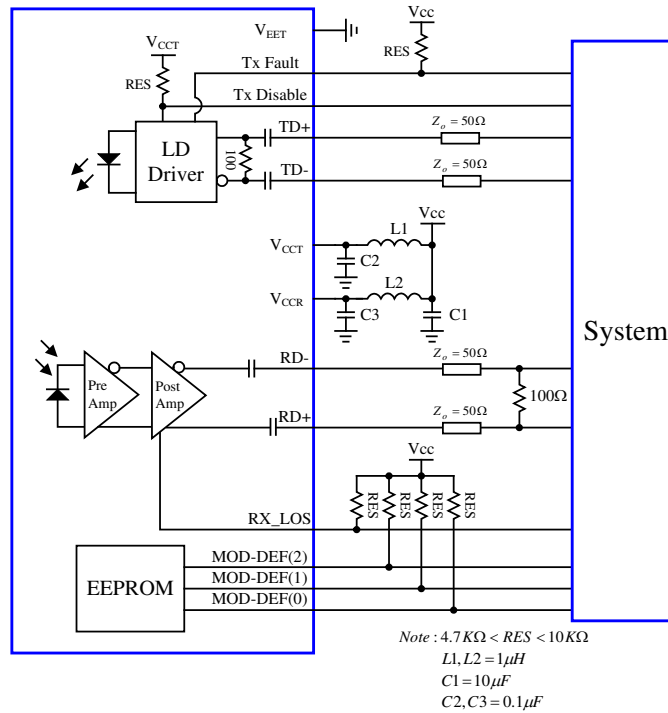 V_EET
Vcc
RES
V_CCT
RES
Tx Fault
Tx Disable
TD+
Z_o = 50Ω
LD
Driver
100
TD-
Z_o = 50Ω
Vcc
V_CCT
L1
C2
L2
V_CCR
C3
C1
System
RD-
Z_o = 50Ω
Pre
Amp
Post
Amp
100Ω
RD+
Z_o = 50Ω
Vcc
RES
RES
RES
RES
RX_LOS
MOD-DEF(2)
EEPROM
MOD-DEF(1)
MOD-DEF(0)
Note : 4.7KΩ < RES < 10KΩ
L1, L2 = 1μH
C1 = 10μF
C2, C3 = 0.1μF